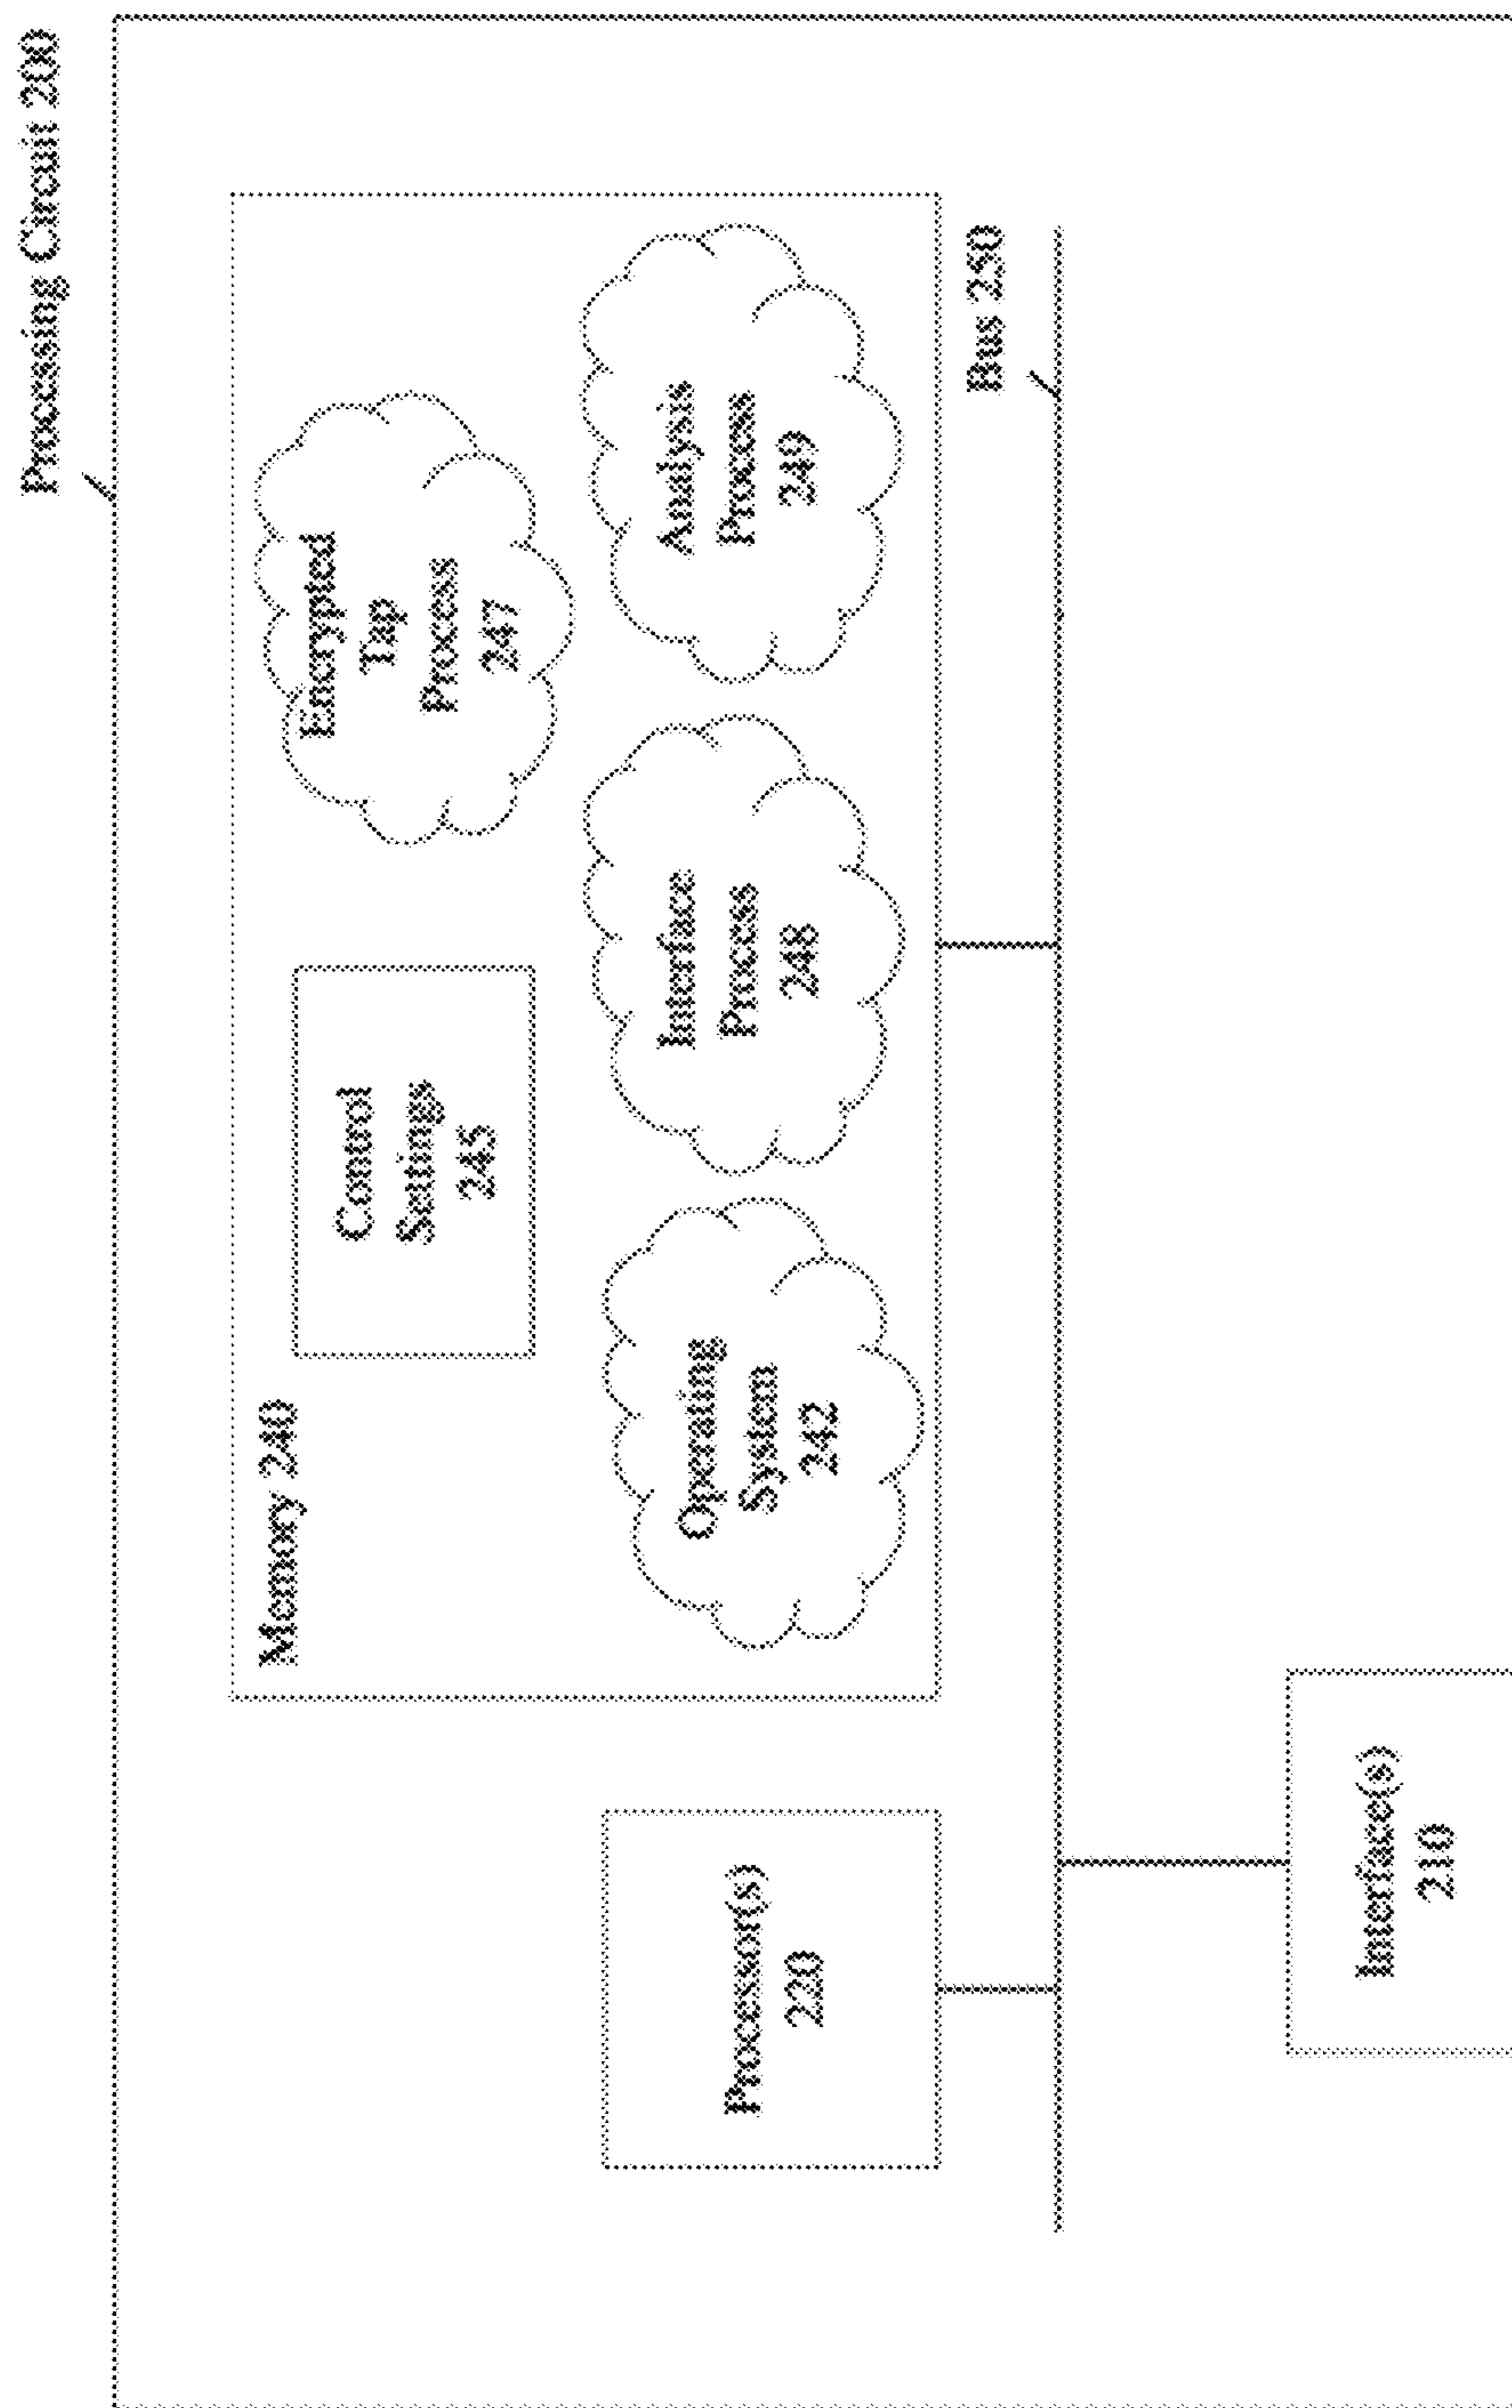 Processing Circuit 200
Memory 240
Control
Settings
245
Encrypted
Tap
Process
247
Operating
System
242
Interface
Process
248
Analysis
Process
249
Processor(s)
220
Bus 250
Interface(s)
210